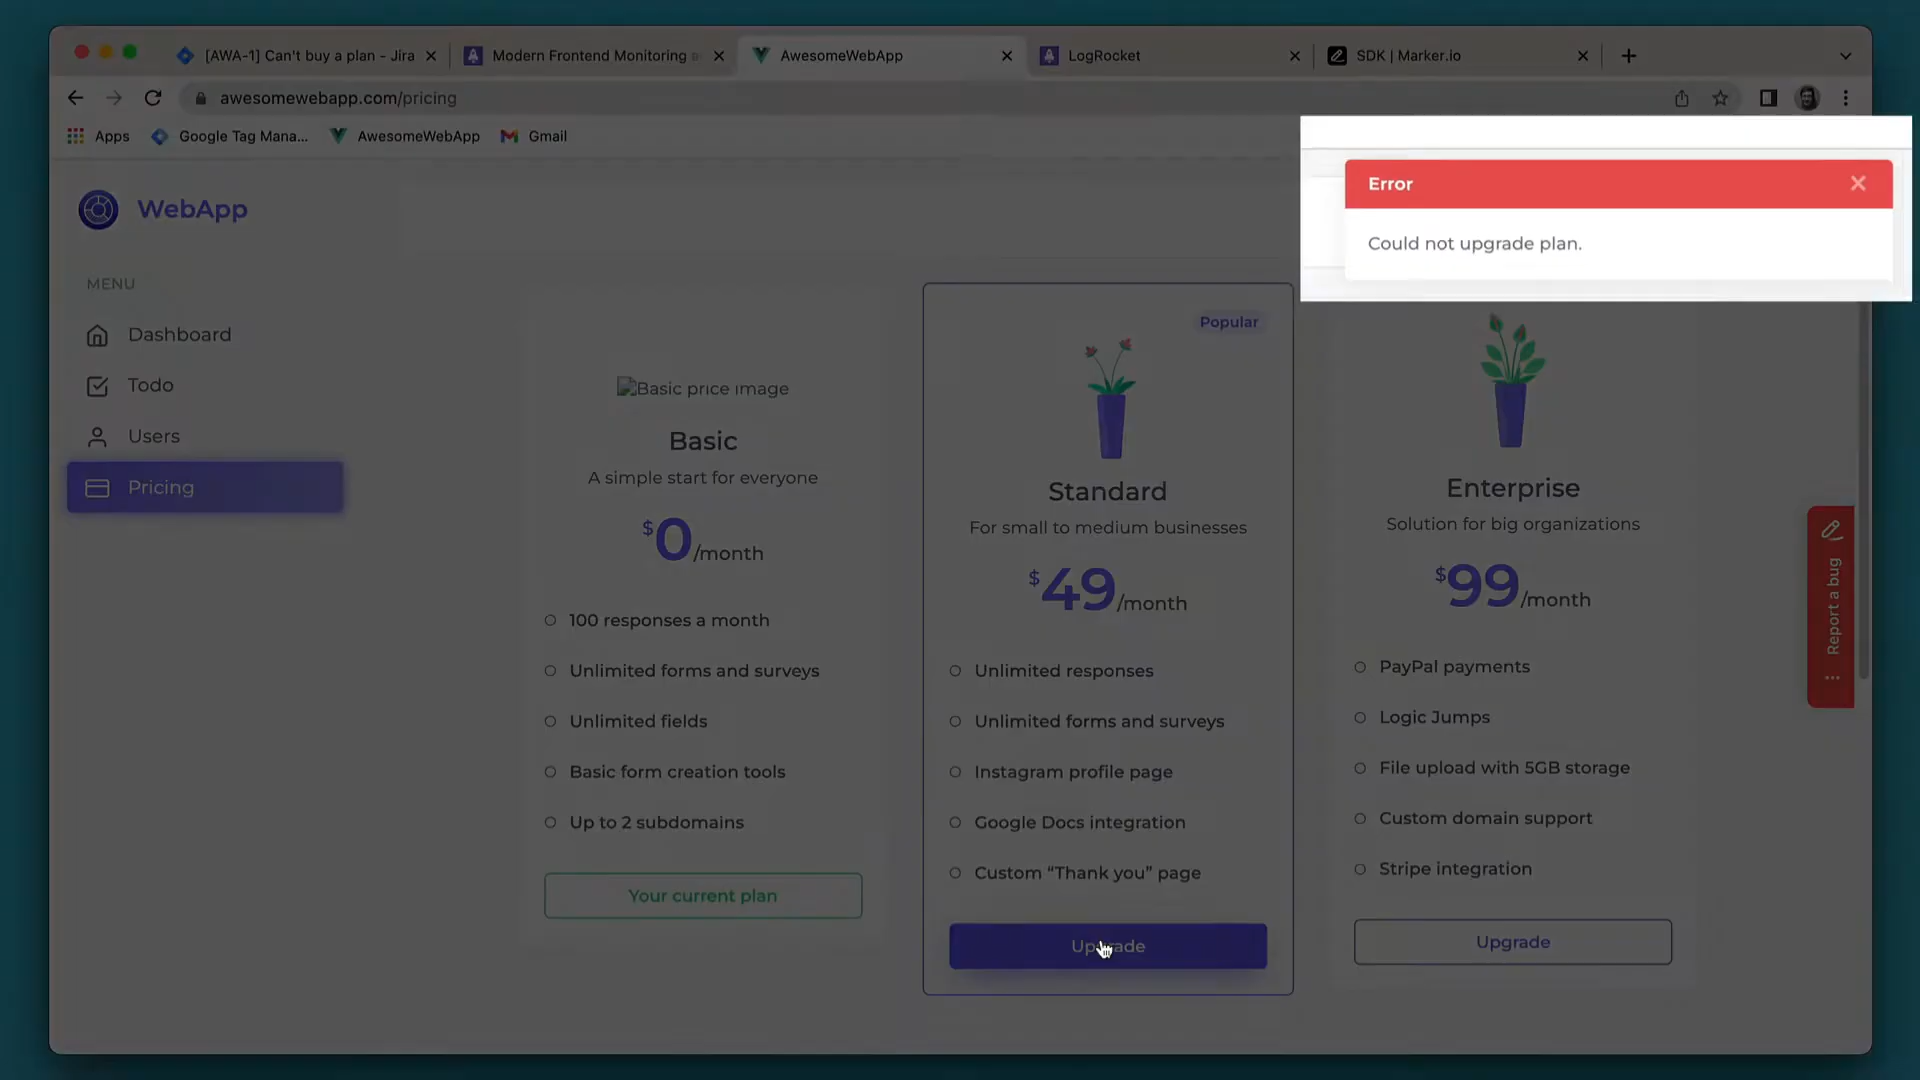 [AWA-1] Can't buy a plan - Jira
Modern Frontend Monitoring
AwesomeWebApp
LogRocket
SDK | Marker.io
awesomewebapp.com/pricing
Apps
Google Tag Mana...
AwesomeWebApp
Gmail
Error
Could not upgrade plan.
WebApp
MENU
Dashboard
Todo
Users
Pricing
Basic price image
Basic
A simple start for everyone
$0/month
100 responses a month
Unlimited forms and surveys
Unlimited fields
Basic form creation tools
Up to 2 subdomains
Your current plan
Popular
Standard
For small to medium businesses
$49/month
Unlimited responses
Unlimited forms and surveys
Instagram profile page
Google Docs integration
Custom “Thank you” page
Upgrade
Enterprise
Solution for big organizations
$99/month
PayPal payments
Logic Jumps
File upload with 5GB storage
Custom domain support
Stripe integration
Upgrade
Report a bug